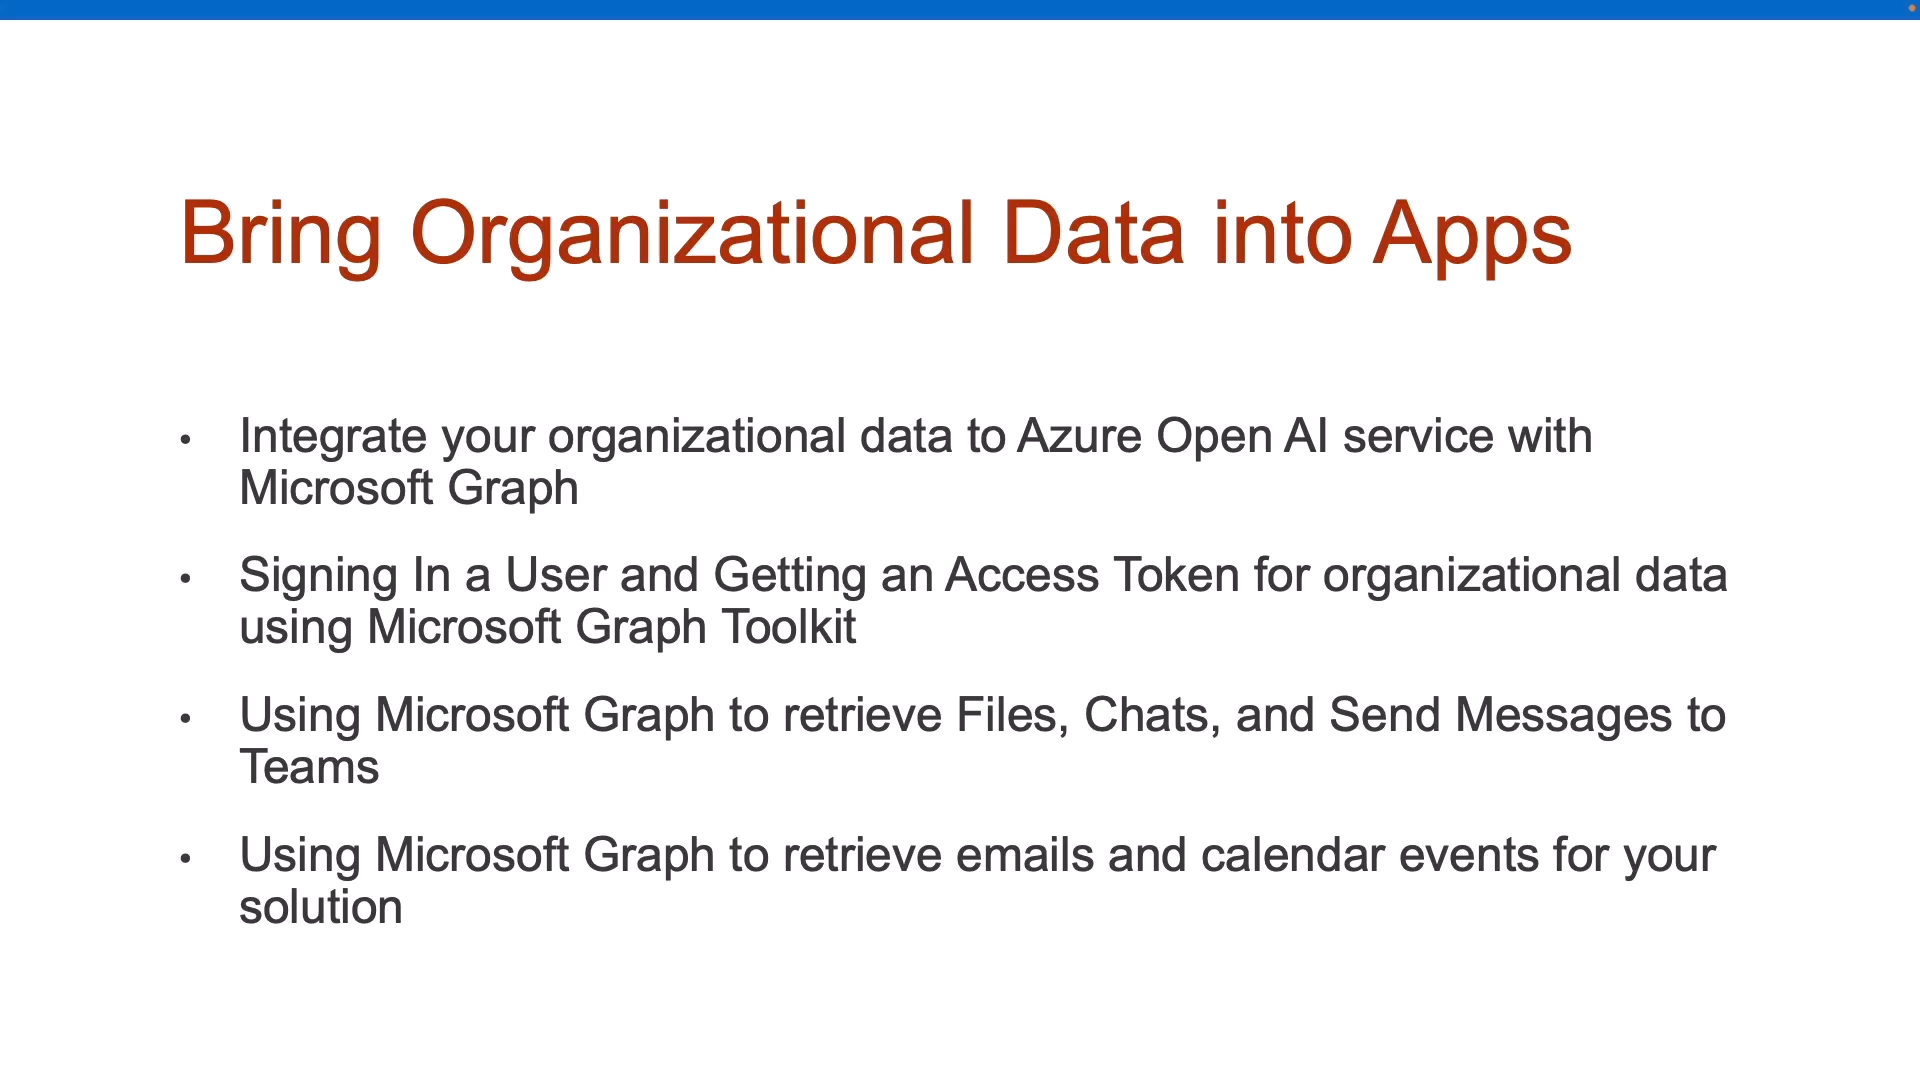 Bring Organizational Data into Apps
• Integrate your organizational data to Azure Open AI service with
Microsoft Graph
• Signing In a User and Getting an Access Token for organizational data
using Microsoft Graph Toolkit
• Using Microsoft Graph to retrieve Files, Chats, and Send Messages to
Teams
• Using Microsoft Graph to retrieve emails and calendar events for your
solution